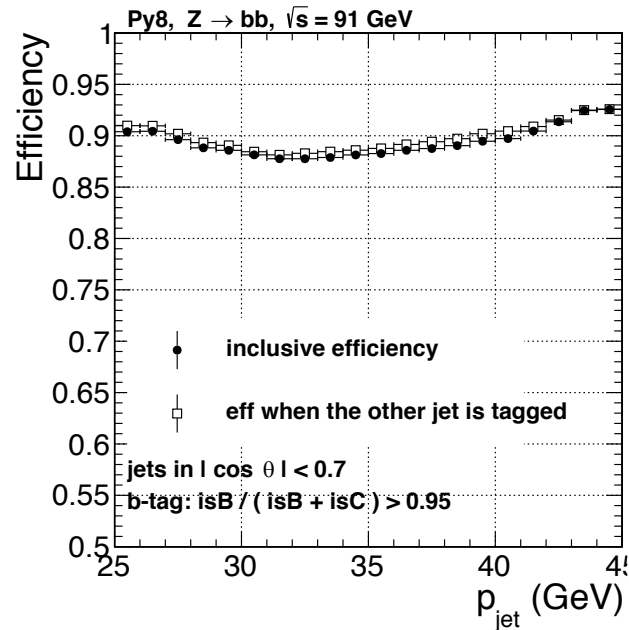 Py8, Z → bb, √s = 91 GeV
Efficiency
1
0.95
0.9
0.85
0.8
0.75
0.7
0.65
0.6
0.55
0.5
inclusive efficiency
eff when the other jet is tagged
jets in | cos θ | < 0.7
b-tag: isB / ( isB + isC ) > 0.95
25 30 35 40 45
p_jet (GeV)